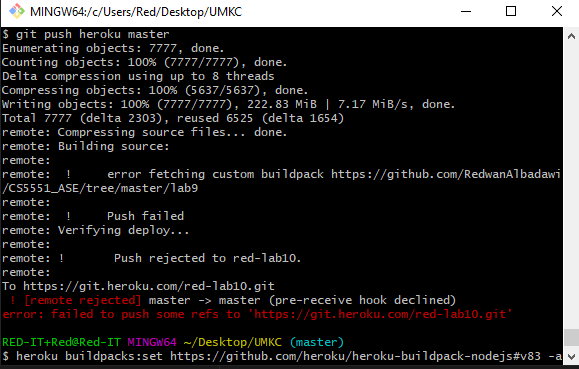 MINGW64:/c/Users/Red/Desktop/UMKC
$ git push heroku master
Enumerating objects: 7777, done.
Counting objects: 100% (7777/7777), done.
Delta compression using up to 8 threads
Compressing objects: 100% (5637/5637), done.
Writing objects: 100% (7777/7777), 222.83 MiB | 7.17 MiB/s, done.
Total 7777 (delta 2303), reused 6525 (delta 1654)
remote: Compressing source files... done.
remote: Building source:
remote:
remote:  !     error fetching custom buildpack https://github.com/RedwanAlbadawi
/CS5551_ASE/tree/master/lab9
remote:
remote:  !     Push failed
remote: Verifying deploy...
remote:
remote: !       Push rejected to red-lab10.
remote:
To https://git.heroku.com/red-lab10.git
 ! [remote rejected] master -> master (pre-receive hook declined)
error: failed to push some refs to 'https://git.heroku.com/red-lab10.git'
RED-IT+Red@Red-IT MINGW64 ~/Desktop/UMKC (master)
$ heroku buildpacks:set https://github.com/heroku/heroku-buildpack-nodejs#v83 -a